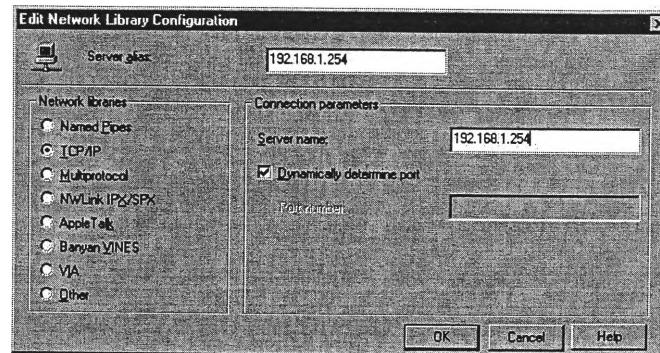 Edit Network Library Configuration
Server alias:
192.168.1.254
Network libraries
Named Pipes
TCP/IP
Multiprotocol
NWLink IPX/SPX
AppleTalk
Banyan VINES
VIA
Other
Connection parameters
Server name:
192.168.1.254
Dynamically determine port
Port number:
OK
Cancel
Help